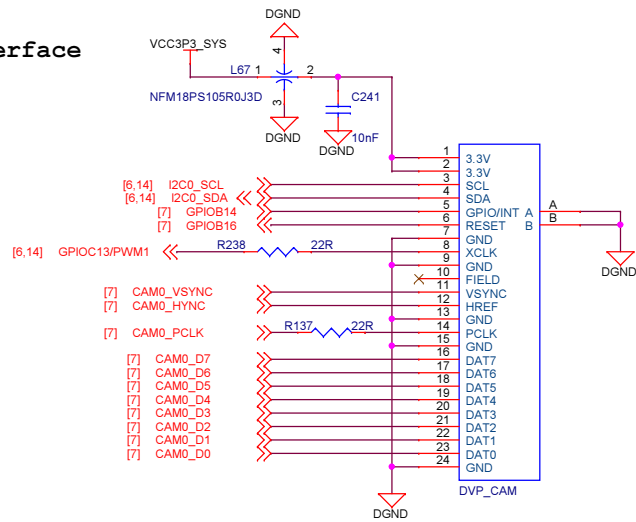 erface
DGND
VCC3P3_SYS
4
L67 1 2
NFM18PS105R0J3D
3
C241
DGND
10nF
DGND
1 3.3V
2 3.3V
[6,14] I2C0_SCL 3 SCL
[6,14] I2C0_SDA 4 SDA
[7] GPIOB14 5 GPIO/INT A A
[7] GPIOB16 6 RESET B B
7 GND
[6,14] GPIOC13/PWM1 R238 22R 8 XCLK
9 GND
DGND
10 FIELD
[7] CAM0_VSYNC 11 VSYNC
[7] CAM0_HYNC 12 HREF
13 GND
[7] CAM0_PCLK R137 22R 14 PCLK
15 GND
[7] CAM0_D7 16 DAT7
[7] CAM0_D6 17 DAT6
[7] CAM0_D5 18 DAT5
[7] CAM0_D4 19 DAT4
[7] CAM0_D3 20 DAT3
[7] CAM0_D2 21 DAT2
[7] CAM0_D1 22 DAT1
[7] CAM0_D0 23 DAT0
24 GND
DVP_CAM
DGND